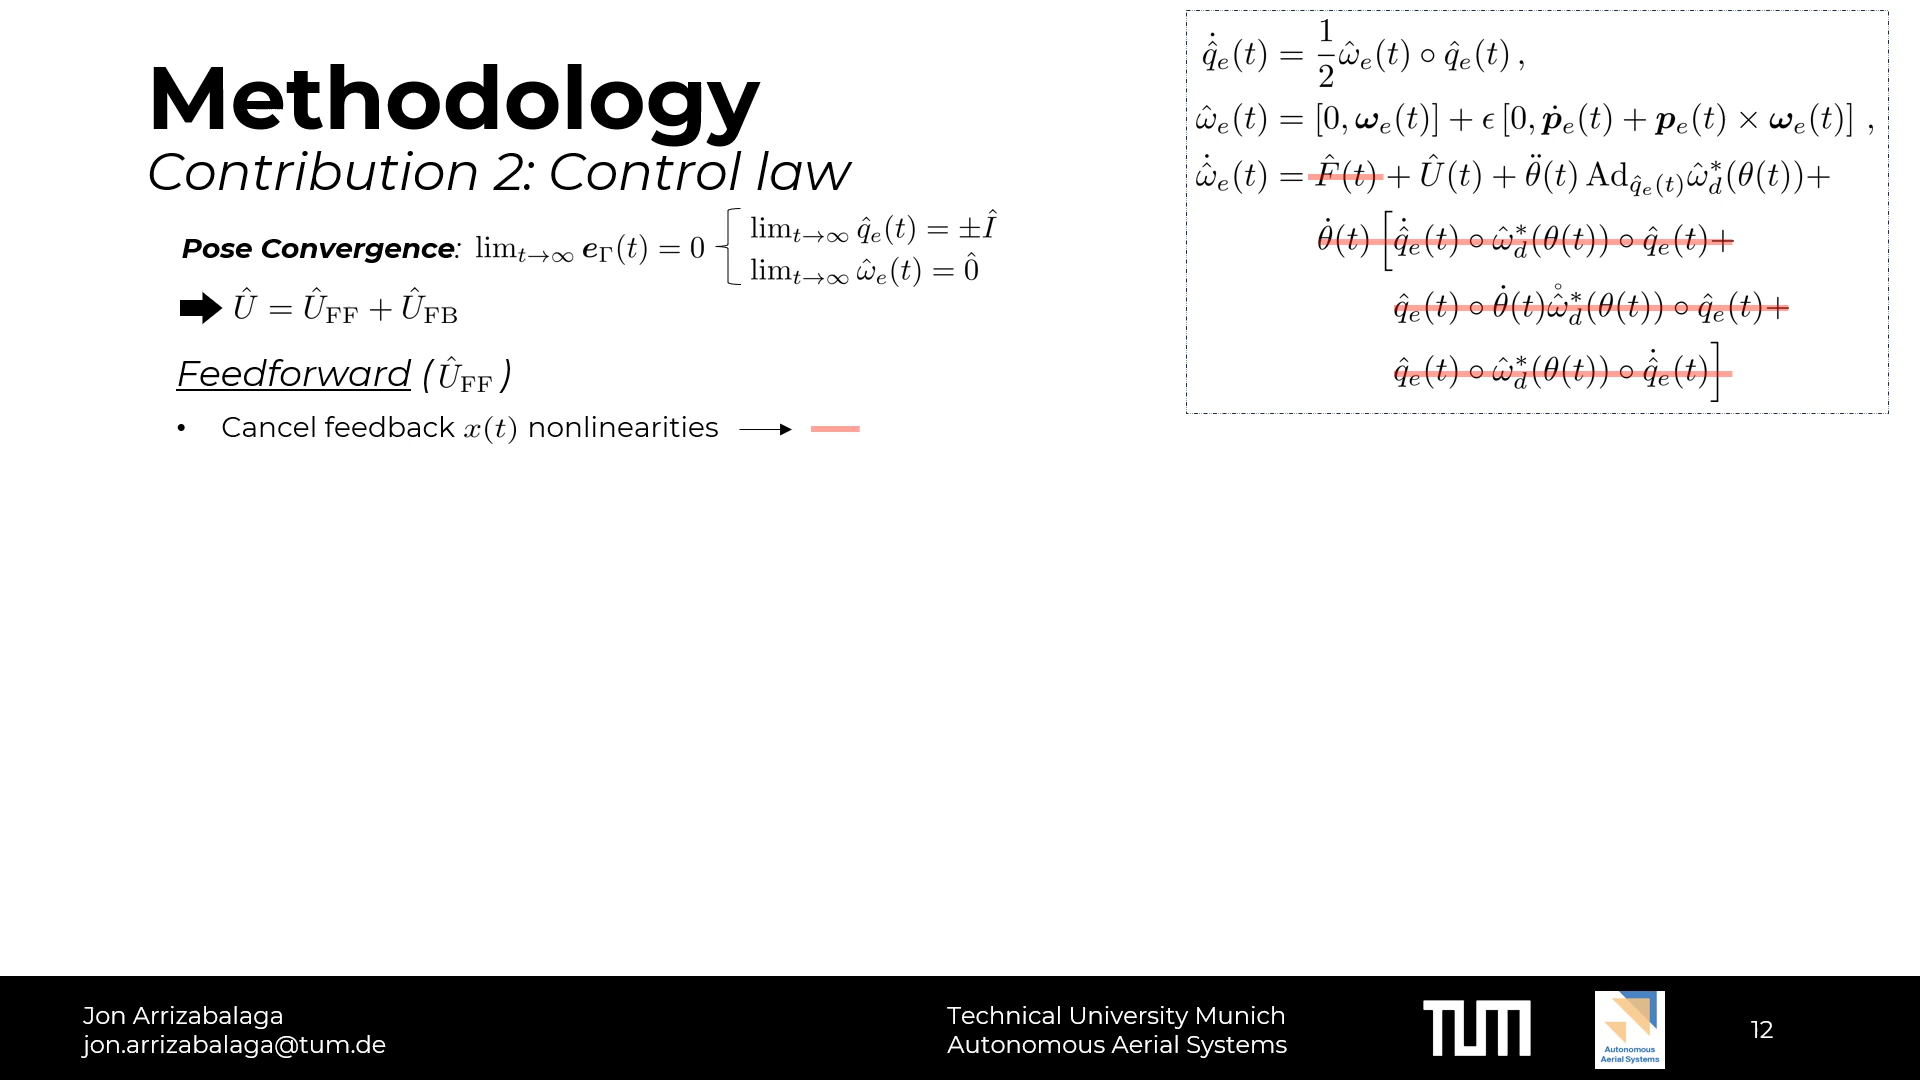 Methodology
Contribution 2: Control law
Pose Convergence: lim_{t→∞} e_Γ(t) = 0 { lim_{t→∞} q̂_e(t) = ±Î
lim_{t→∞} ω̂_e(t) = 0̂
Û = Û_FF + Û_FB
Feedforward (Û_FF)
• Cancel feedback x(t) nonlinearities
q̂̇_e(t) = 1/2 ω̂_e(t) ∘ q̂_e(t) ,
ω̂_e(t) = [0, ω_e(t)] + ϵ [0, ṗ_e(t) + p_e(t) × ω_e(t)] ,
ω̂̇_e(t) = F̂(t) + Û(t) + θ̈(t) Ad_{q̂_e(t)} ω̂_d^*(θ(t))+
θ̇(t) [ q̂̇_e(t) ∘ ω̂_d^*(θ(t)) ∘ q̂_e(t)+
q̂_e(t) ∘ θ̇(t) ω̂̊_d^*(θ(t)) ∘ q̂_e(t)+
q̂_e(t) ∘ ω̂_d^*(θ(t)) ∘ q̂̇_e(t) ]
Jon Arrizabalaga
jon.arrizabalaga@tum.de
Technical University Munich
Autonomous Aerial Systems
TUM
Autonomous
Aerial Systems
12